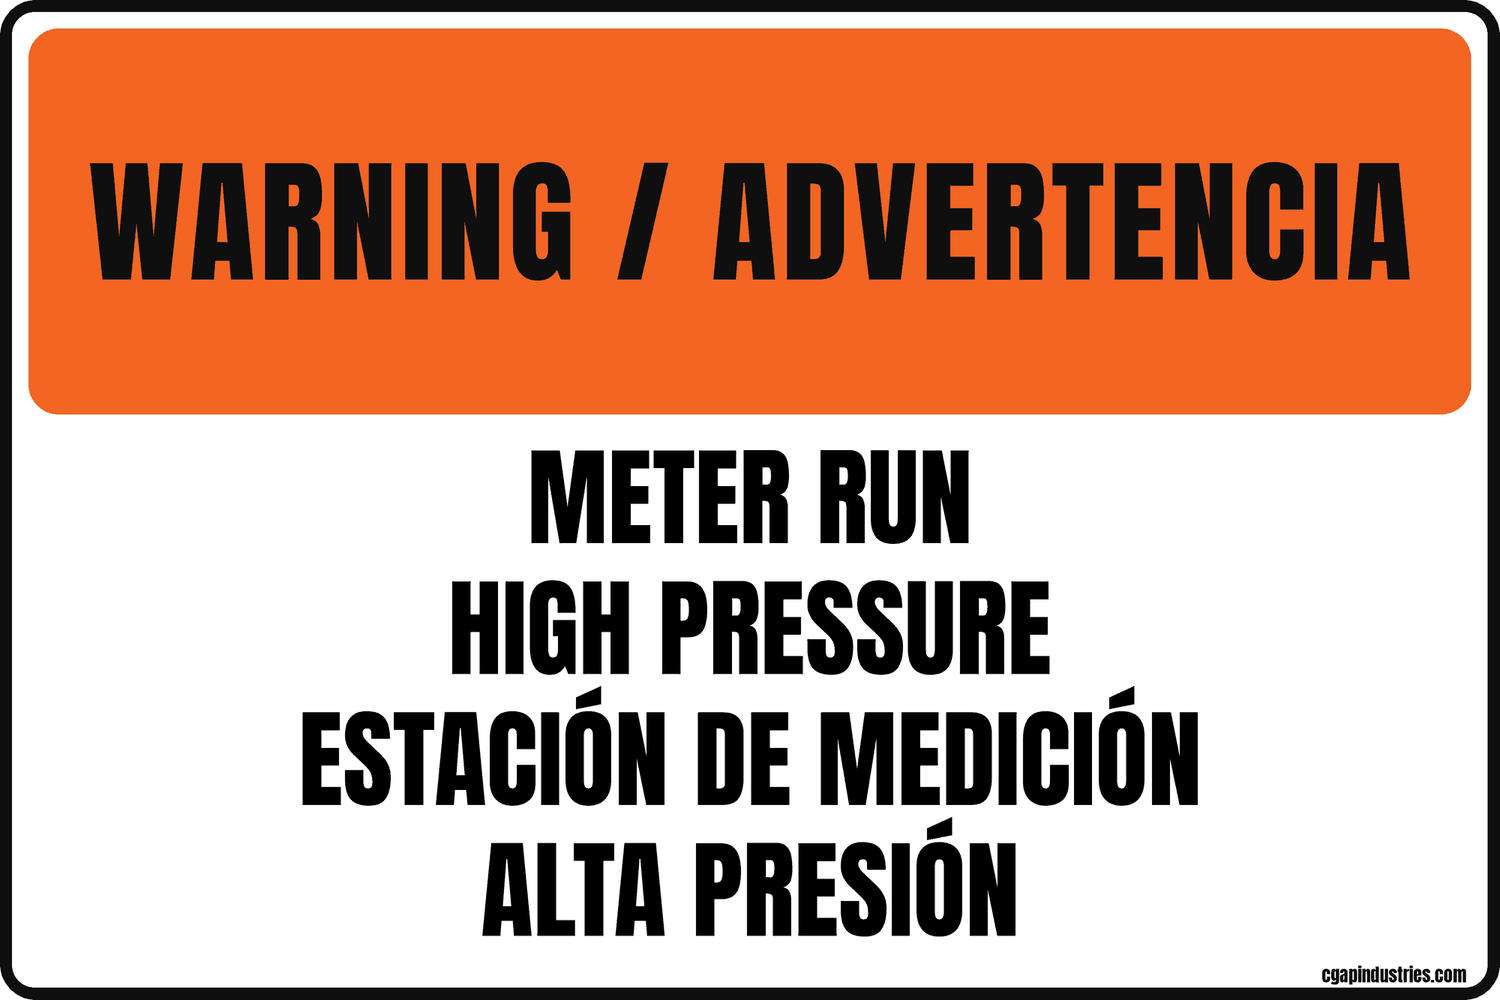 WARNING / ADVERTENCIA
METER RUN
HIGH PRESSURE
ESTACIÓN DE MEDICIÓN
ALTA PRESIÓN
cgapindustries.com